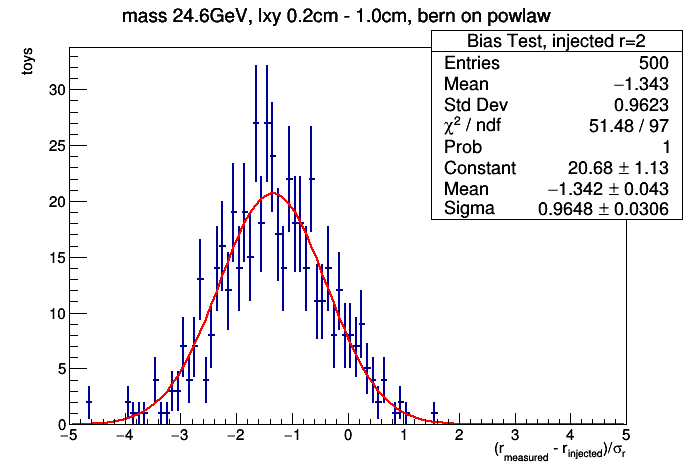 mass 24.6GeV, lxy 0.2cm - 1.0cm, bern on powlaw
toys
Bias Test, injected r=2
Entries 500
Mean −1.343
Std Dev 0.9623
χ² / ndf 51.48 / 97
Prob 1
Constant 20.68 ± 1.13
Mean −1.342 ± 0.043
Sigma 0.9648 ± 0.0306
30
25
20
15
10
5
0
−5 −4 −3 −2 −1 0 1 2 3 4 5
(r_measured - r_injected)/σ_r